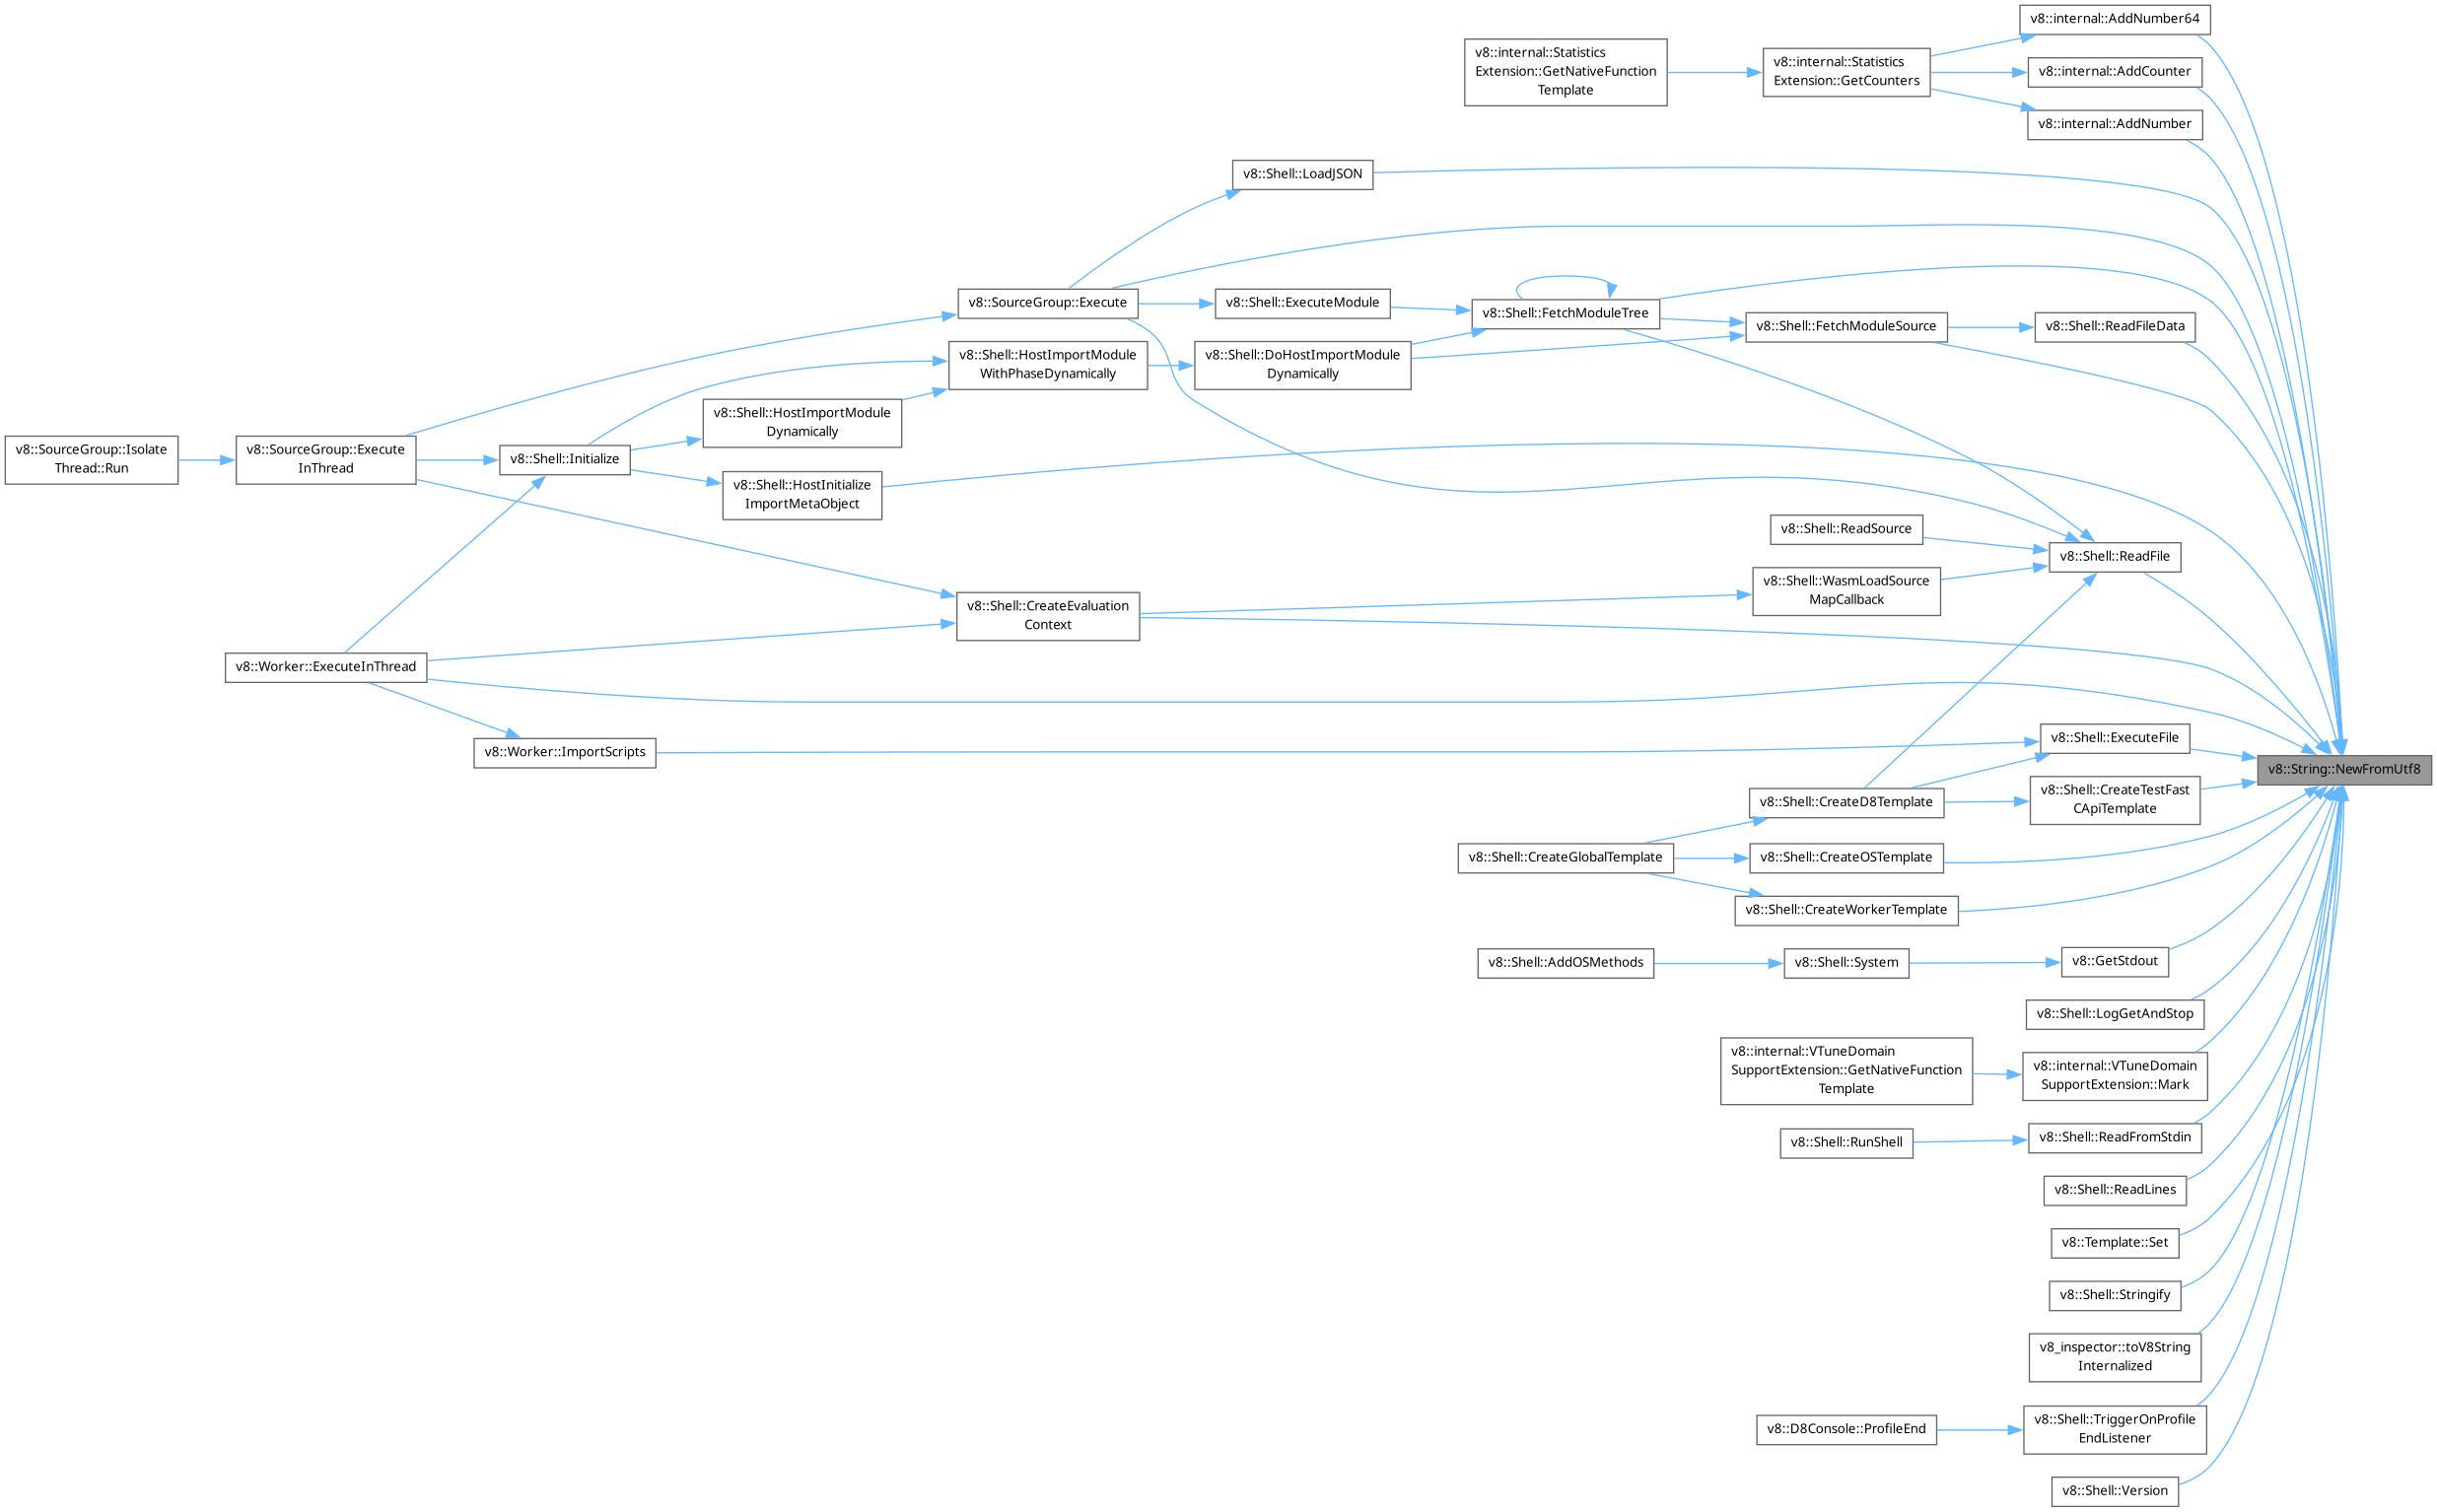 v8::internal::AddNumber64
v8::internal::Statistics
Extension::GetNativeFunction
Template
v8::internal::Statistics
Extension::GetCounters
v8::internal::AddCounter
v8::internal::AddNumber
v8::Shell::LoadJSON
v8::SourceGroup::Execute
v8::Shell::ExecuteModule
v8::Shell::FetchModuleTree
v8::Shell::FetchModuleSource
v8::Shell::ReadFileData
v8::Shell::HostImportModule
WithPhaseDynamically
v8::Shell::DoHostImportModule
Dynamically
v8::Shell::HostImportModule
Dynamically
v8::SourceGroup::Isolate
Thread::Run
v8::SourceGroup::Execute
InThread
v8::Shell::Initialize
v8::Shell::HostInitialize
ImportMetaObject
v8::Shell::ReadSource
v8::Shell::ReadFile
v8::Shell::WasmLoadSource
MapCallback
v8::Shell::CreateEvaluation
Context
v8::Worker::ExecuteInThread
v8::Worker::ImportScripts
v8::Shell::ExecuteFile
v8::String::NewFromUtf8
v8::Shell::CreateD8Template
v8::Shell::CreateTestFast
CApiTemplate
v8::Shell::CreateGlobalTemplate
v8::Shell::CreateOSTemplate
v8::Shell::CreateWorkerTemplate
v8::Shell::AddOSMethods
v8::Shell::System
v8::GetStdout
v8::Shell::LogGetAndStop
v8::internal::VTuneDomain
SupportExtension::GetNativeFunction
Template
v8::internal::VTuneDomain
SupportExtension::Mark
v8::Shell::RunShell
v8::Shell::ReadFromStdin
v8::Shell::ReadLines
v8::Template::Set
v8::Shell::Stringify
v8_inspector::toV8String
Internalized
v8::D8Console::ProfileEnd
v8::Shell::TriggerOnProfile
EndListener
v8::Shell::Version